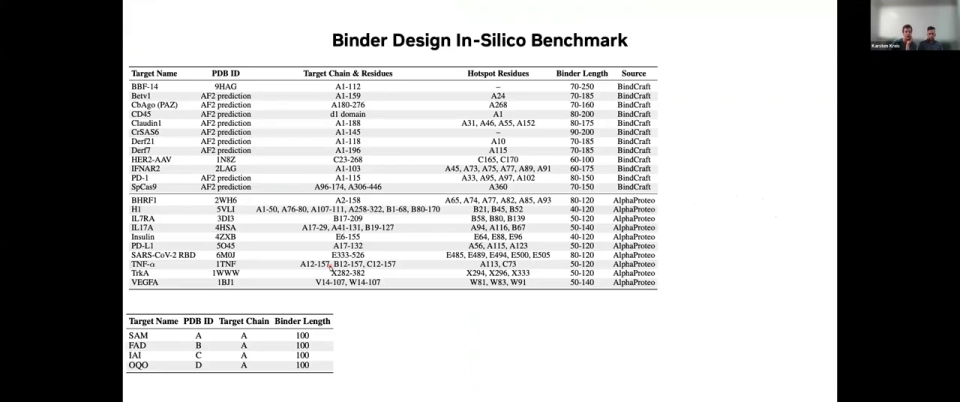 Binder Design In-Silico Benchmark
Target Name PDB ID Target Chain & Residues Hotspot Residues Binder Length Source
BBF-14 9HAG A1-112 – 70-250 BindCraft
Betv1 AF2 prediction A1-159 A24 70-185 BindCraft
CbAgo (PAZ) AF2 prediction A180-276 A268 70-160 BindCraft
CD45 AF2 prediction d1 domain A1 80-200 BindCraft
Claudin1 AF2 prediction A1-188 A31, A46, A55, A152 80-175 BindCraft
CrSAS6 AF2 prediction A1-145 – 90-200 BindCraft
Derf21 AF2 prediction A1-118 A10 70-185 BindCraft
Derf7 AF2 prediction A1-196 A115 70-185 BindCraft
HER2-AAV 1N8Z C23-268 C165, C170 60-100 BindCraft
IFNAR2 2LAG A1-103 A45, A73, A75, A77, A89, A91 60-175 BindCraft
PD-1 AF2 prediction A1-115 A33, A95, A97, A102 80-150 BindCraft
SpCas9 AF2 prediction A96-174, A306-446 A360 70-150 BindCraft
BHRF1 2WH6 A2-158 A65, A74, A77, A82, A85, A93 80-120 AlphaProteo
H1 5VLI A1-50, A76-80, A107-111, A258-322, B1-68, B80-170 B21, B45, B52 40-120 AlphaProteo
IL7RA 3DI3 B17-209 B58, B80, B139 50-120 AlphaProteo
IL17A 4HSA A17-29, A41-131, B19-127 A94, A116, B67 50-140 AlphaProteo
Insulin 4ZXB E6-155 E64, E88, E96 40-120 AlphaProteo
PD-L1 5O45 A17-132 A56, A115, A123 50-120 AlphaProteo
SARS-CoV-2 RBD 6M0J E333-526 E485, E489, E494, E500, E505 80-120 AlphaProteo
TNF-α 1TNF A12-157, B12-157, C12-157 A113, C73 50-120 AlphaProteo
TrkA 1WWW X282-382 X294, X296, X333 50-120 AlphaProteo
VEGFA 1BJ1 V14-107, W14-107 W81, W83, W91 50-140 AlphaProteo
Target Name PDB ID Target Chain Binder Length
SAM A A 100
FAD B A 100
IAI C A 100
OQO D A 100
Karsten Kreis